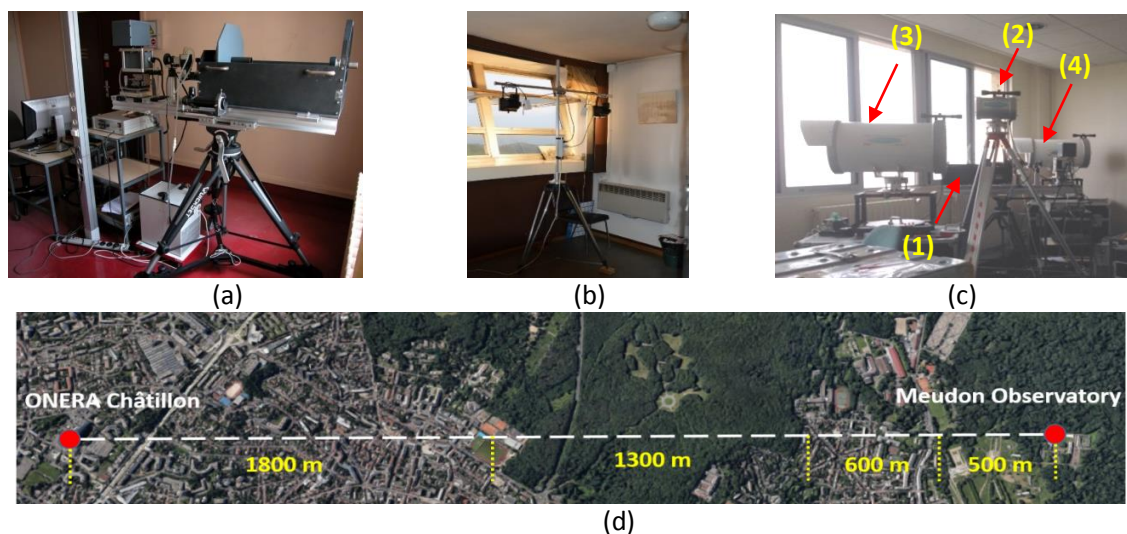 (3)
(2)
(4)
(1)
(a)
(b)
(c)
ONERA Châtillon
Meudon Observatory
1800 m
1300 m
600 m
500 m
(d)